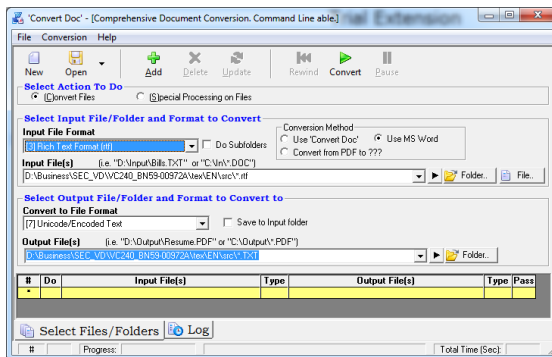 'Convert Doc' - [Comprehensive Document Conversion. Command Line able.]
Trial Extension
File Conversion Help
New Open Add Delete Update Rewind Convert Pause
Select Action To Do
(C)onvert Files (S)pecial Processing on Files
Select Input File/Folder and Format to Convert
Input File Format
[3] Rich Text Format (rtf)
Do Subfolders
Conversion Method
Use 'Convert Doc' Use MS Word
Convert from PDF to ???
Input File(s) (i.e. "D:\Input\Bills.TXT" or "C:\In\*.DOC")
D:\Business\SEC_VD\VC240_BN59-00972A\tex\EN\src\*.rtf
Folder.. File..
Select Output File/Folder and Format to Convert to
Convert to File Format
[7] Unicode/Encoded Text
Save to Input folder
Output File(s) (i.e. "D:\Output\Resume.PDF" or "C:\Output\*.PDF")
D:\Business\SEC_VD\VC240_BN59-00972A\tex\EN\src\*.TXT
Folder..
# Do Input File(s) Type Output File(s) Type Pass
*
Select Files/Folders Log
# Progress: Total Time (Sec):